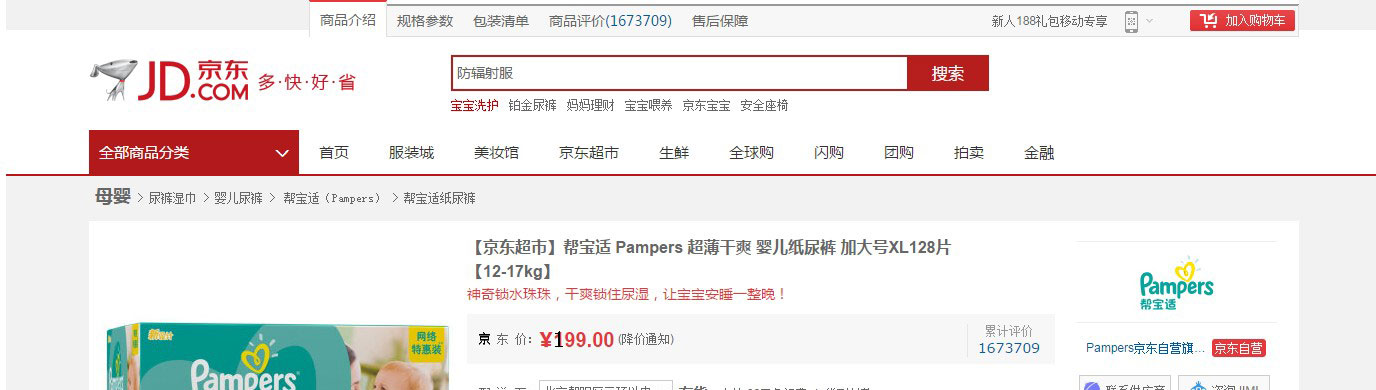 商品介绍 规格参数 包装清单 商品评价(1673709) 售后保障 新人188礼包移动专享 加入购物车
JD京东
.COM
多·快·好·省
防辐射服 搜索
宝宝洗护 铂金尿裤 妈妈理财 宝宝喂养 京东宝宝 安全座椅
全部商品分类 首页 服装城 美妆馆 京东超市 生鲜 全球购 闪购 团购 拍卖 金融
母婴 > 尿裤湿巾 > 婴儿尿裤 > 帮宝适（Pampers） > 帮宝适纸尿裤
【京东超市】帮宝适 Pampers 超薄干爽 婴儿纸尿裤 加大号XL128片
【12-17kg】
神奇锁水珠珠，干爽锁住尿湿，让宝宝安睡一整晚！
京 东 价： ¥199.00 (降价通知)
累计评价
1673709
Pampers
帮宝适
Pampers京东自营旗... 京东自营
网络
特惠装
Pampers